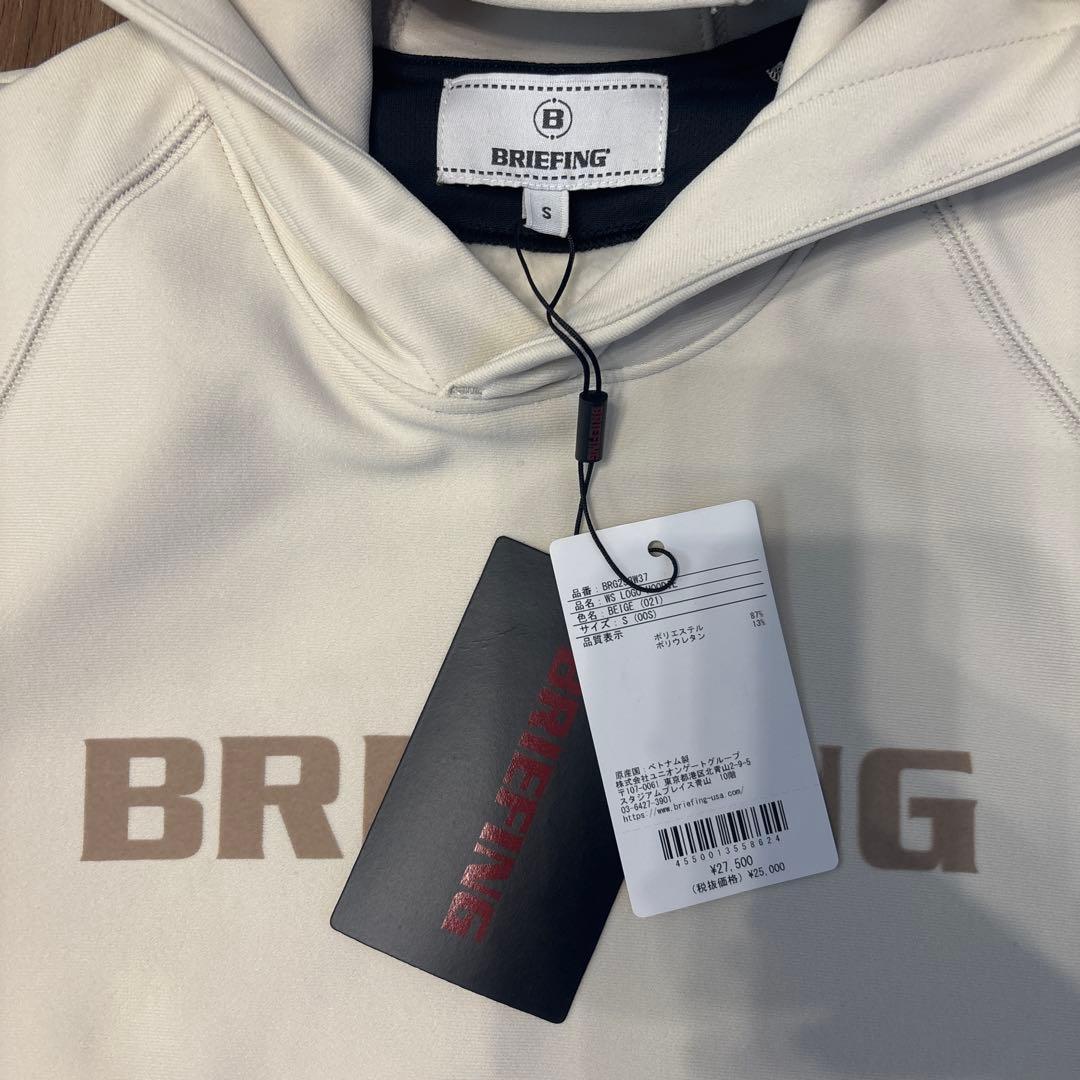 B
BRIEFING
S
BRIEFING
品番: BRG2
W37
品名: WS LOGO
色名: BEIGE (021)
サイズ: S (00S)
品質表示
ポリエステル 87%
ポリウレタン 13%
原産国: ベトナム製
株式会社ユニオンゲートグループ
〒107-0061 東京都港区北青山2-9-5
スタジアムプレイス青山 10階
03-6427-3901
https://www.briefing-usa.com/
4550013558624
¥27,500
(税抜価格) ¥25,000
BRIEFING
BR
NG